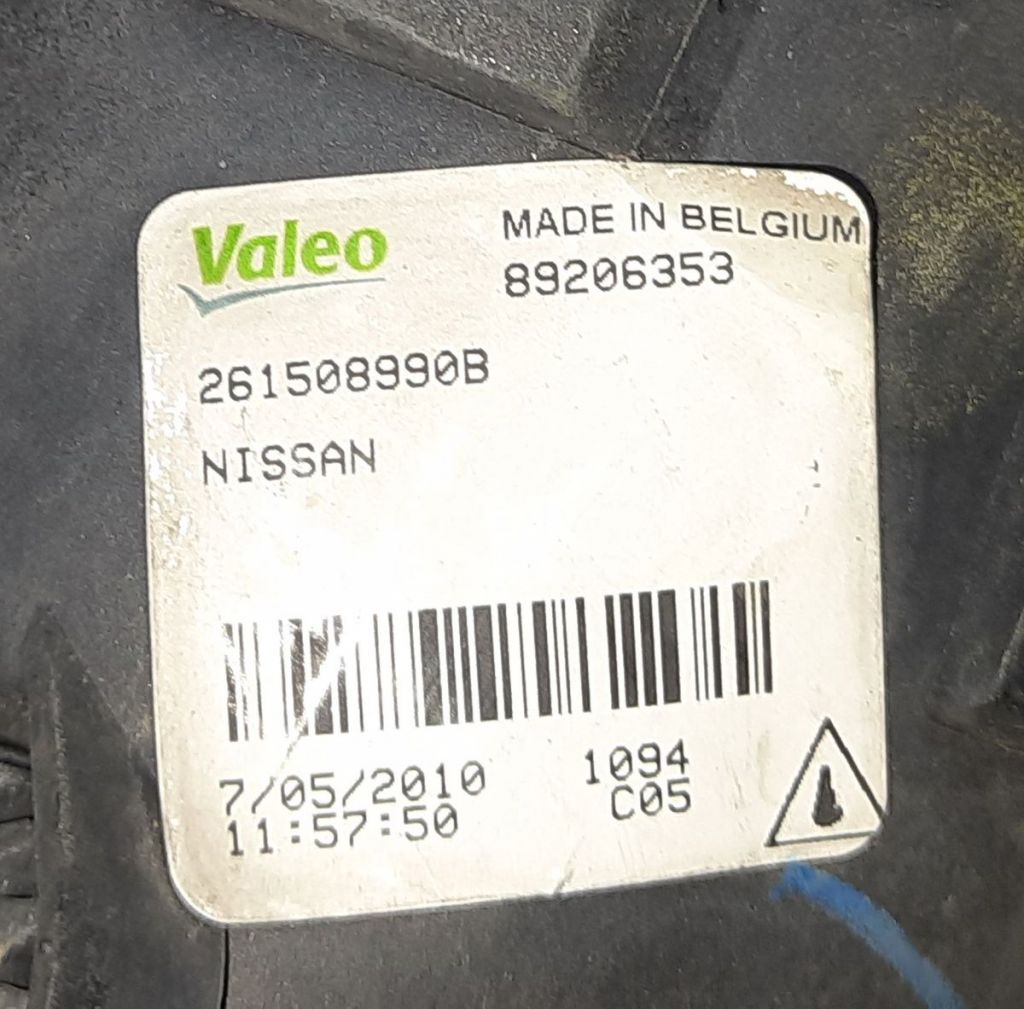 Valeo
MADE IN BELGIUM
89206353
261508990B
NISSAN
7/05/2010
11:57:50
1094
C05